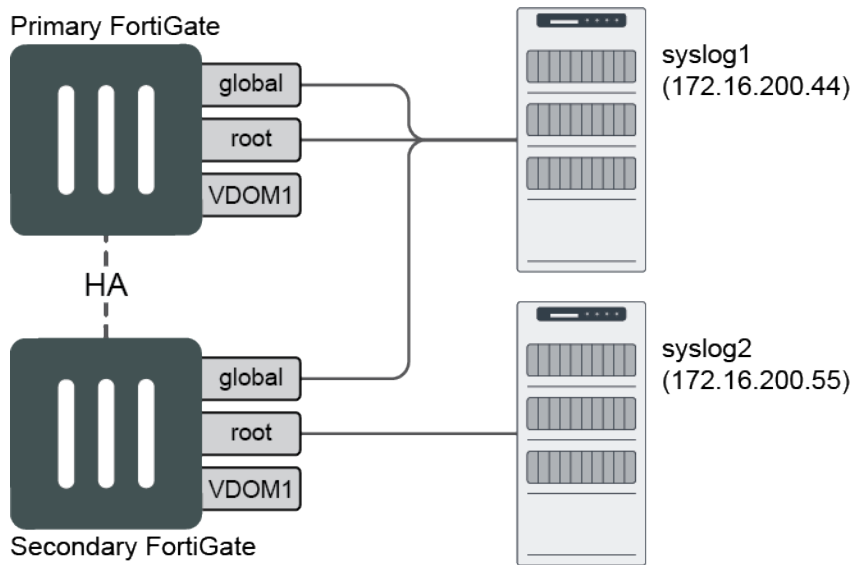 Primary FortiGate
global
root
VDOM1
syslog1
(172.16.200.44)
HA
global
root
VDOM1
syslog2
(172.16.200.55)
Secondary FortiGate